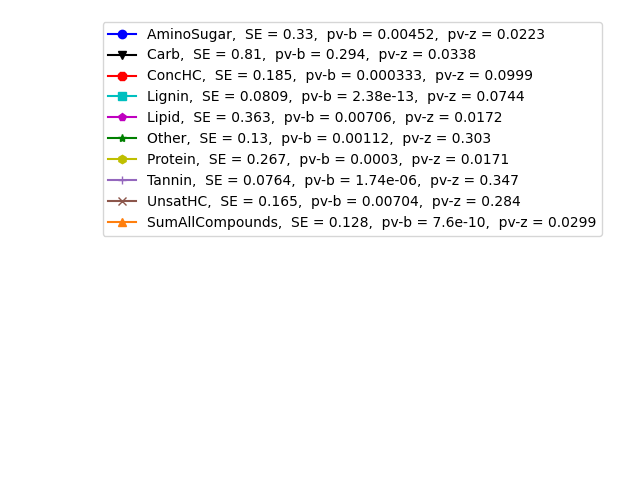 AminoSugar,  SE = 0.33,  pv-b = 0.00452,  pv-z = 0.0223
Carb,  SE = 0.81,  pv-b = 0.294,  pv-z = 0.0338
ConcHC,  SE = 0.185,  pv-b = 0.000333,  pv-z = 0.0999
Lignin,  SE = 0.0809,  pv-b = 2.38e-13,  pv-z = 0.0744
Lipid,  SE = 0.363,  pv-b = 0.00706,  pv-z = 0.0172
Other,  SE = 0.13,  pv-b = 0.00112,  pv-z = 0.303
Protein,  SE = 0.267,  pv-b = 0.0003,  pv-z = 0.0171
Tannin,  SE = 0.0764,  pv-b = 1.74e-06,  pv-z = 0.347
UnsatHC,  SE = 0.165,  pv-b = 0.00704,  pv-z = 0.284
SumAllCompounds,  SE = 0.128,  pv-b = 7.6e-10,  pv-z = 0.0299